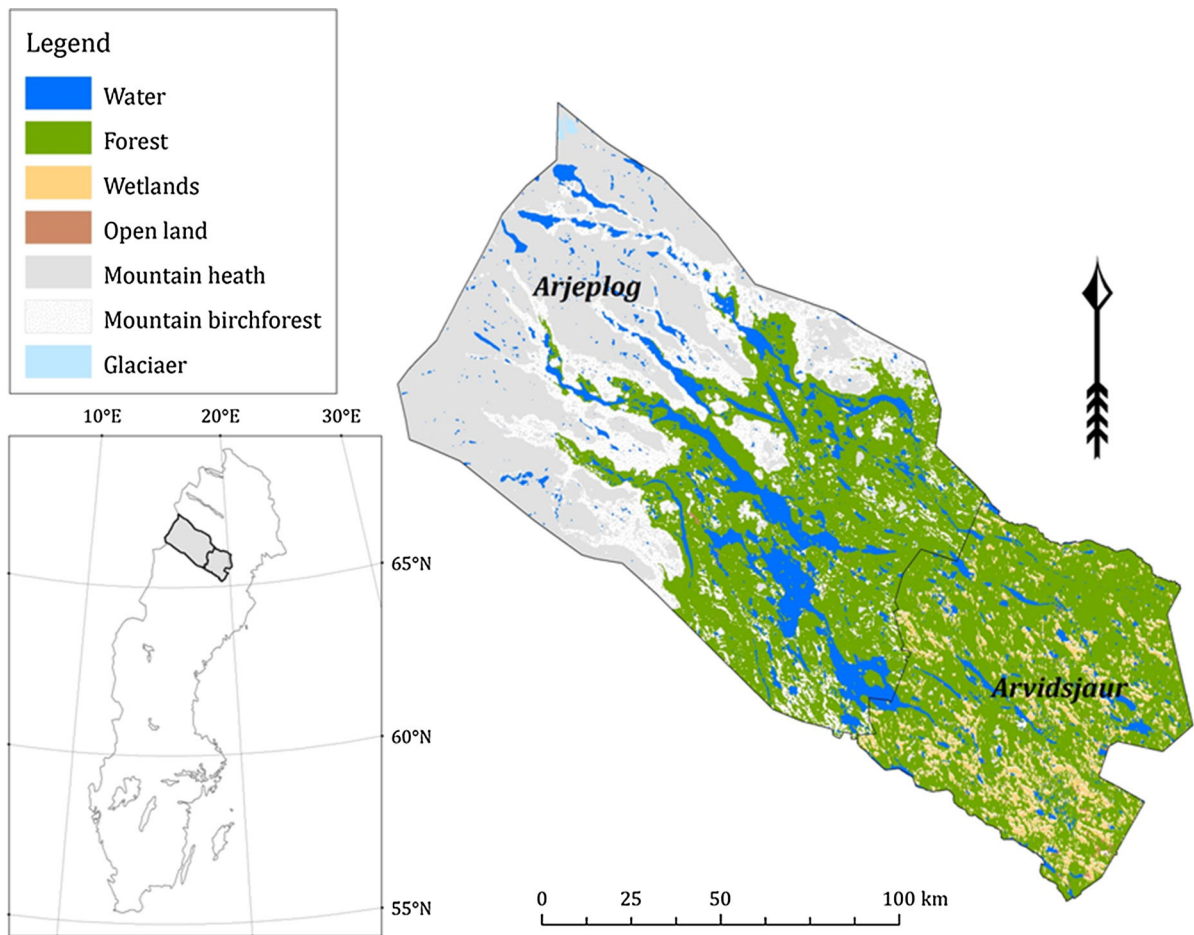 Legend
Water
Forest
Wetlands
Open land
Mountain heath
Mountain birchforest
Glaciaer
10°E 20°E 30°E
65°N
60°N
55°N
Arjeplog
Arvidsjaur
0 25 50 100 km